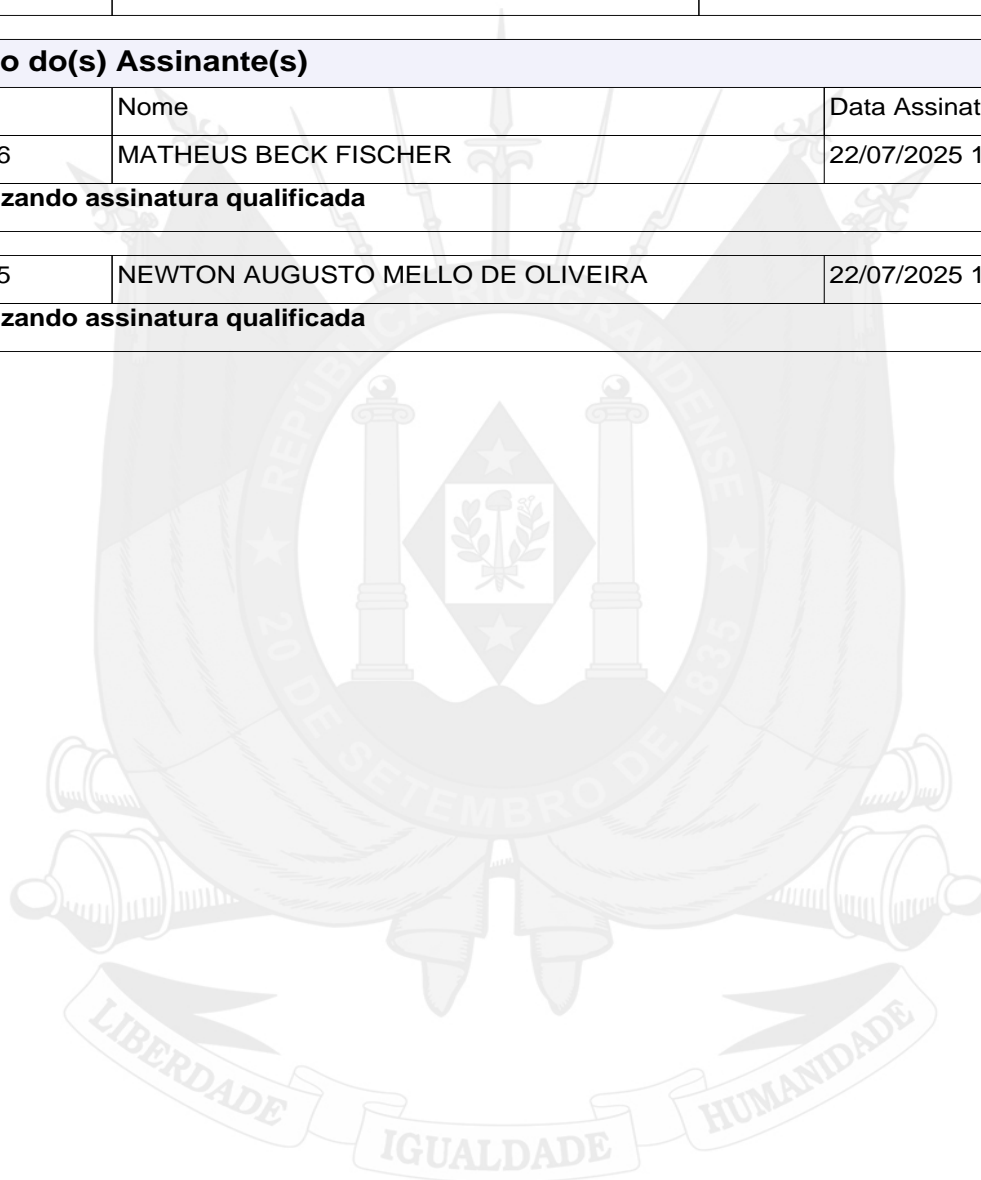 o do(s) Assinante(s)
Nome Data Assinat
6 MATHEUS BECK FISCHER 22/07/2025 1
zando assinatura qualificada
5 NEWTON AUGUSTO MELLO DE OLIVEIRA 22/07/2025 1
zando assinatura qualificada
REPÚBLICA RIO-GRANDENSE
20 DE SETEMBRO DE 1835
LIBERDADE IGUALDADE HUMANIDADE